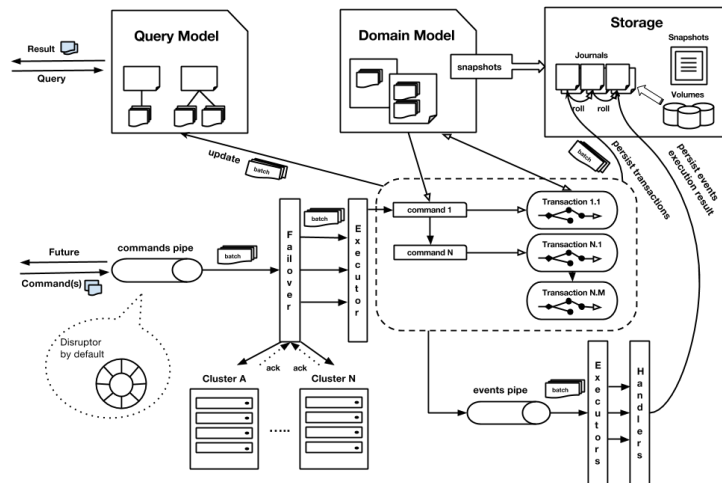 Query Model
Domain Model
Storage
Result
Query
snapshots
Journals
Snapshots
Volumes
roll
roll
update
batch
batch
persist transactions
persist events
execution result
batch
Failover
Executor
command 1
Transaction 1.1
Future
commands pipe
batch
command N
Transaction N.1
Command(s)
Transaction N.M
Disruptor
by default
ack
ack
Cluster A
Cluster N
.....
events pipe
batch
Executors
Handlers